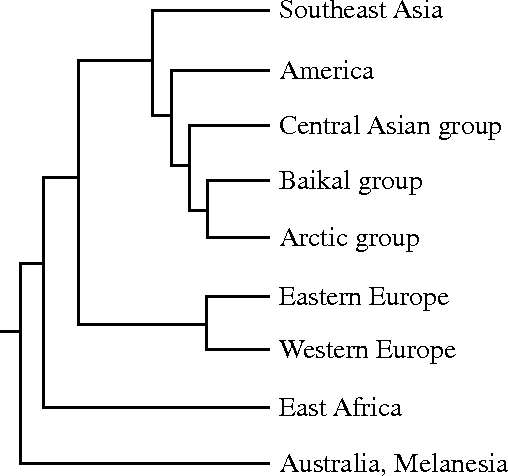 Southeast Asia
America
Central Asian group
Baikal group
Arctic group
Eastern Europe
Western Europe
East Africa
Australia, Melanesia